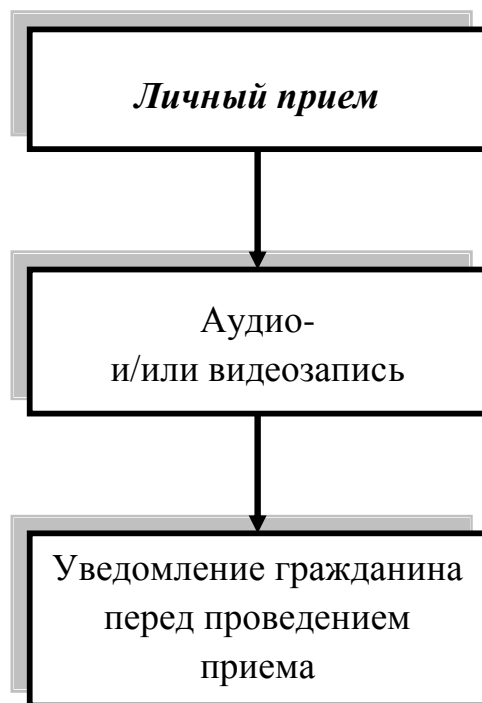 Личный прием
Аудио-
и/или видеозапись
Уведомление гражданина
перед проведением
приема